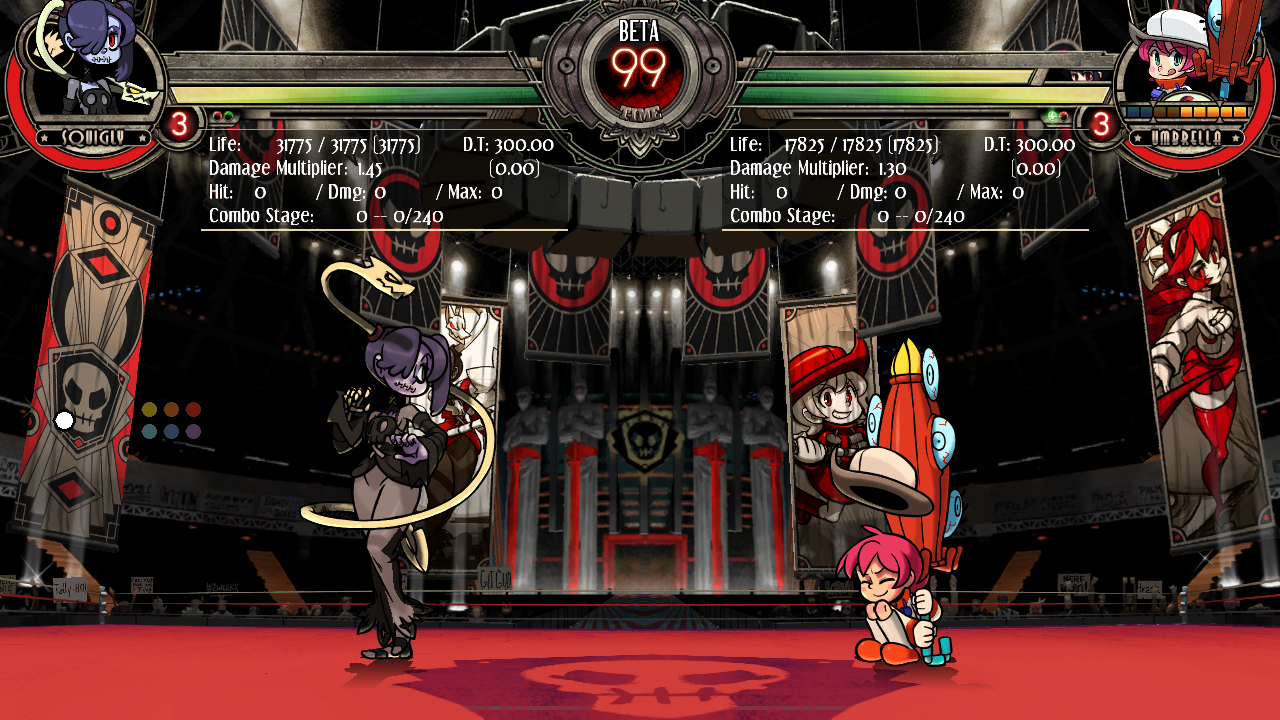 BETA
99
TIME
SQUIGLY
3
3
UMBRELLA
Life: 31775 / 31775 (31775) D.T: 300.00
Damage Multiplier: 1.45 (0.00)
Hit: 0 / Dmg: 0 / Max: 0
Combo Stage: 0 -- 0/240
Life: 17825 / 17825 (17825) D.T: 300.00
Damage Multiplier: 1.30 (0.00)
Hit: 0 / Dmg: 0 / Max: 0
Combo Stage: 0 -- 0/240
GIT GUD